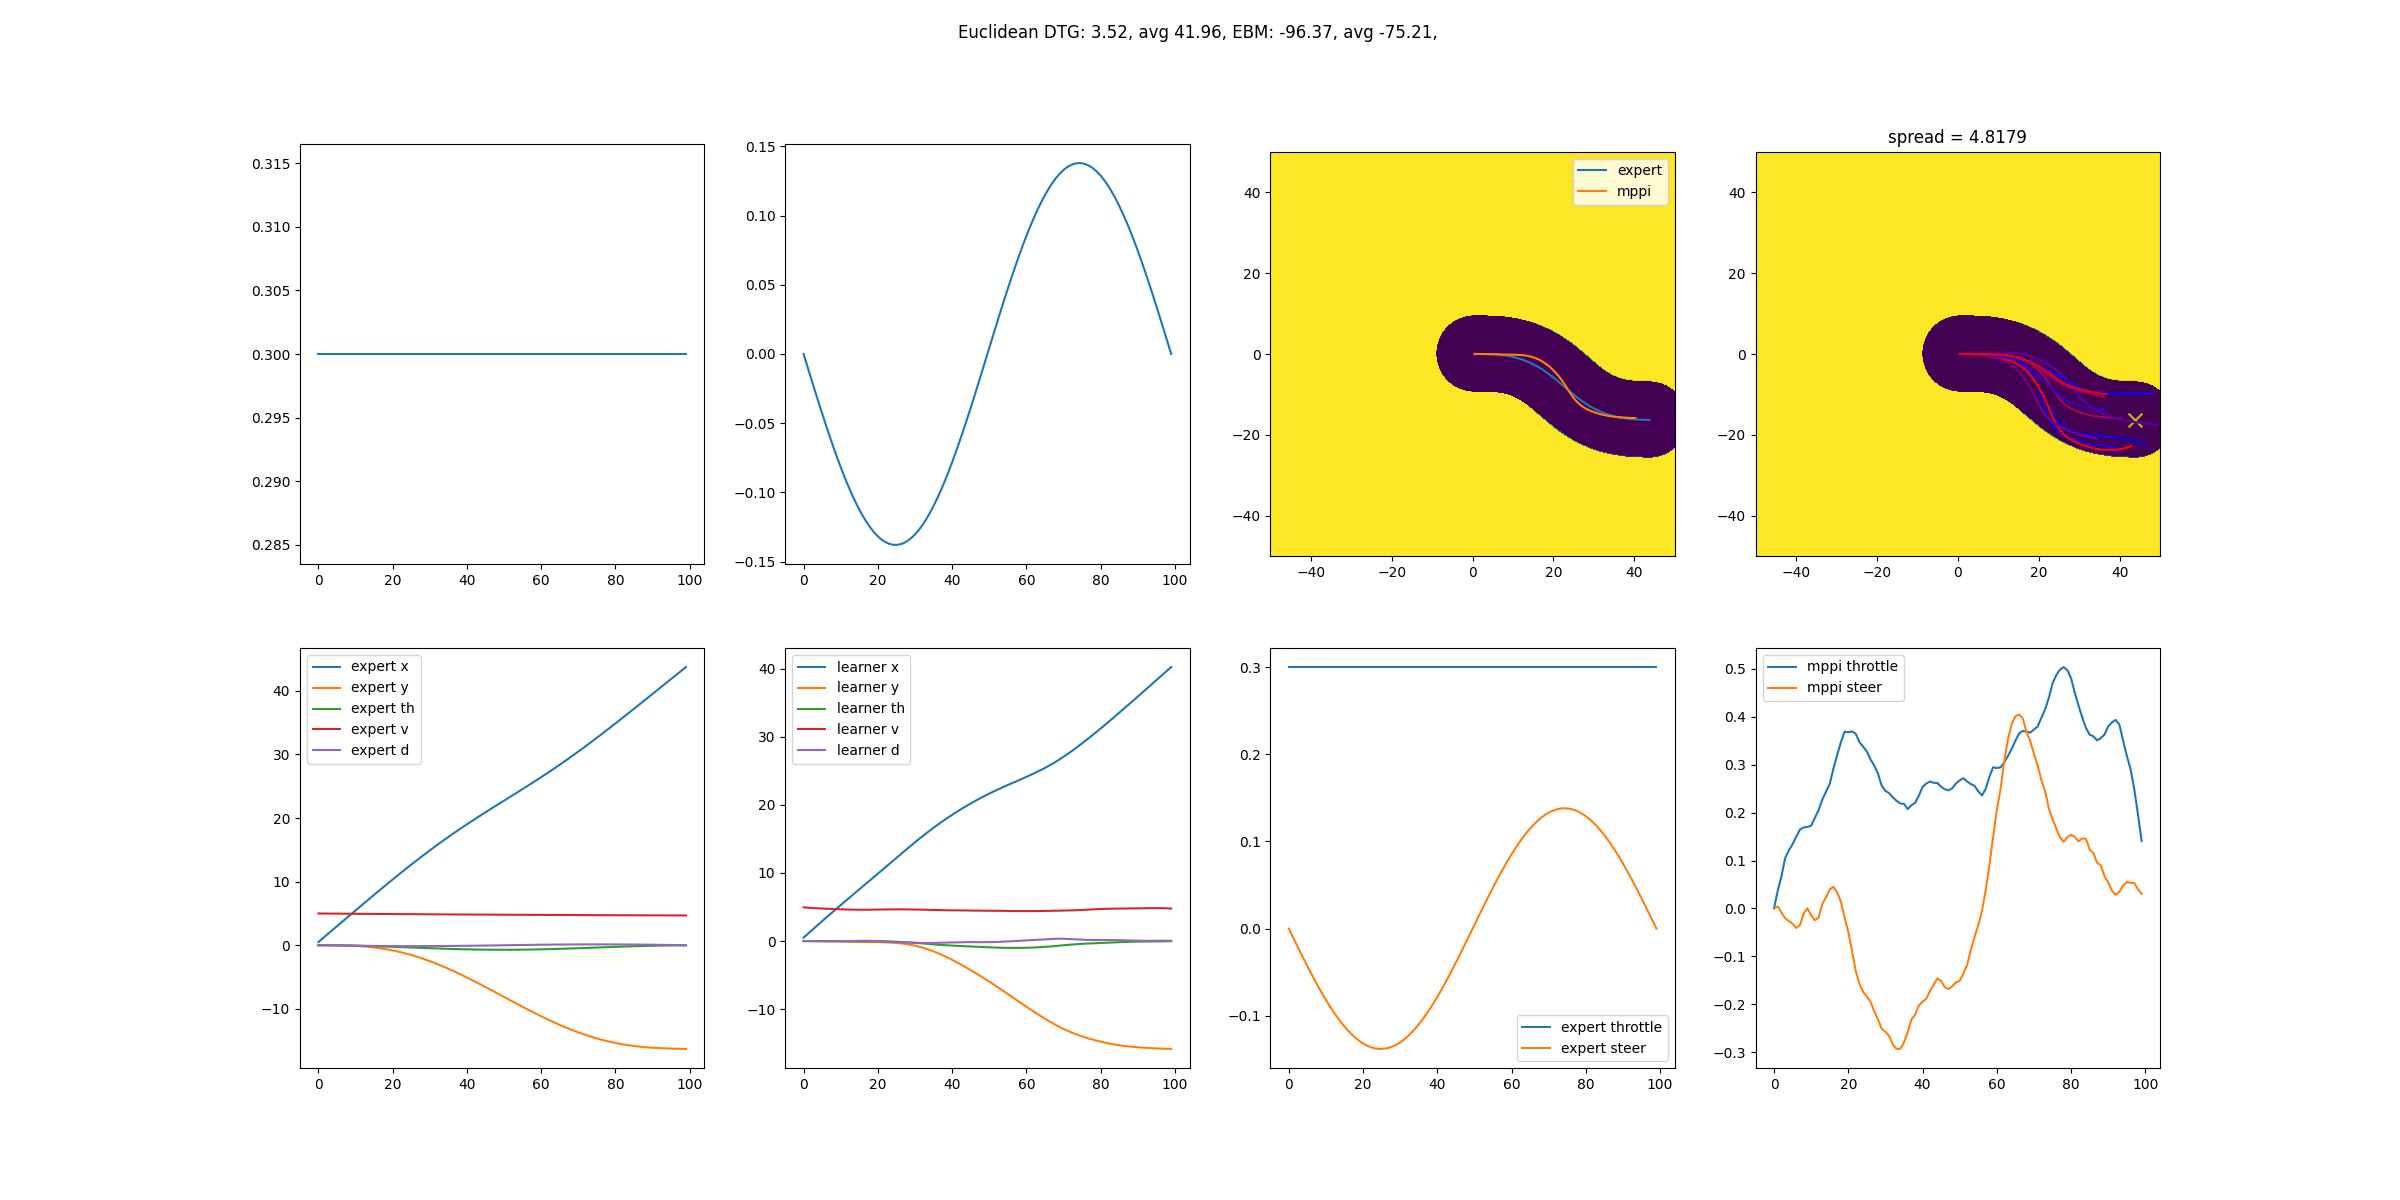 Euclidean DTG: 3.52, avg 41.96, EBM: -96.37, avg -75.21,
0.315
0.310
0.305
0.300
0.295
0.290
0.285
0 20 40 60 80 100
0.15
0.10
0.05
0.00
−0.05
−0.10
−0.15
0 20 40 60 80 100
expert
mppi
40
20
0
−20
−40
−40 −20 0 20 40
spread = 4.8179
40
20
0
−20
−40
−40 −20 0 20 40
expert x
expert y
expert th
expert v
expert d
40
30
20
10
0
−10
0 20 40 60 80 100
learner x
learner y
learner th
learner v
learner d
40
30
20
10
0
−10
0 20 40 60 80 100
0.3
0.2
0.1
0.0
−0.1
expert throttle
expert steer
0 20 40 60 80 100
mppi throttle
mppi steer
0.5
0.4
0.3
0.2
0.1
0.0
−0.1
−0.2
−0.3
0 20 40 60 80 100